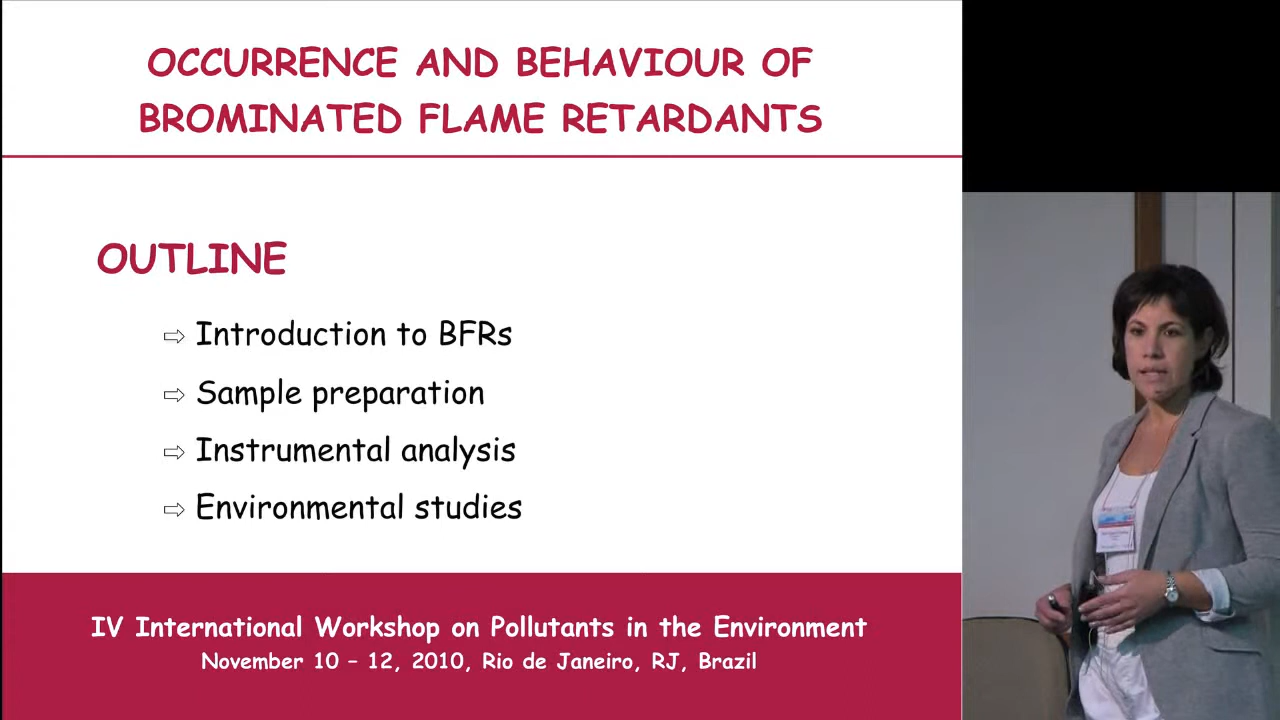 OCCURRENCE AND BEHAVIOUR OF
BROMINATED FLAME RETARDANTS
OUTLINE
⇨ Introduction to BFRs
⇨ Sample preparation
⇨ Instrumental analysis
⇨ Environmental studies
IV International Workshop on Pollutants in the Environment
November 10 – 12, 2010, Rio de Janeiro, RJ, Brazil